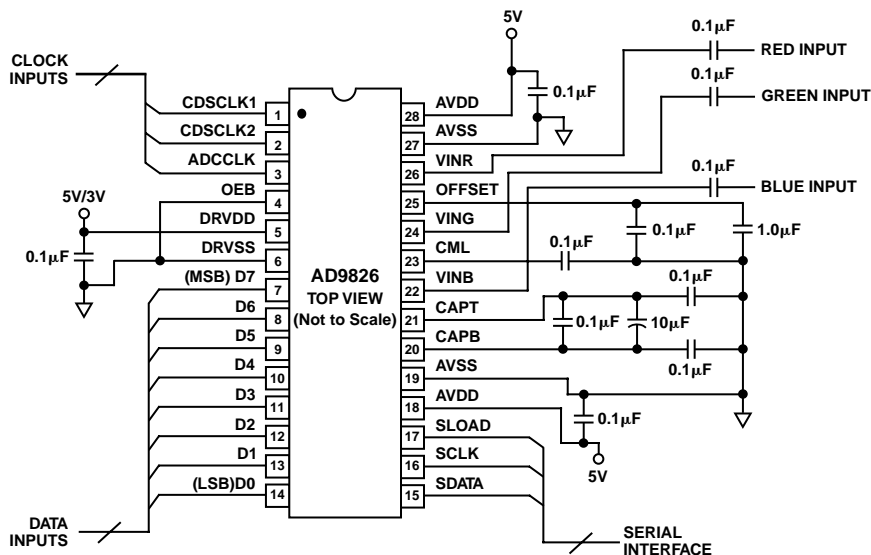 CLOCK
INPUTS
CDSCLK1
CDSCLK2
ADCCLK
OEB
5V/3V
DRVDD
0.1µF
DRVSS
(MSB) D7
D6
D5
D4
D3
D2
D1
(LSB)D0
DATA
INPUTS
1
2
3
4
5
6
7
8
9
10
11
12
13
14
AD9826
TOP VIEW
(Not to Scale)
28
27
26
25
24
23
22
21
20
19
18
17
16
15
AVDD
AVSS
VINR
OFFSET
VING
CML
VINB
CAPT
CAPB
AVSS
AVDD
SLOAD
SCLK
SDATA
5V
0.1µF
0.1µF
RED INPUT
0.1µF
GREEN INPUT
0.1µF
BLUE INPUT
0.1µF
0.1µF
1.0µF
0.1µF
0.1µF
10µF
0.1µF
0.1µF
5V
SERIAL
INTERFACE